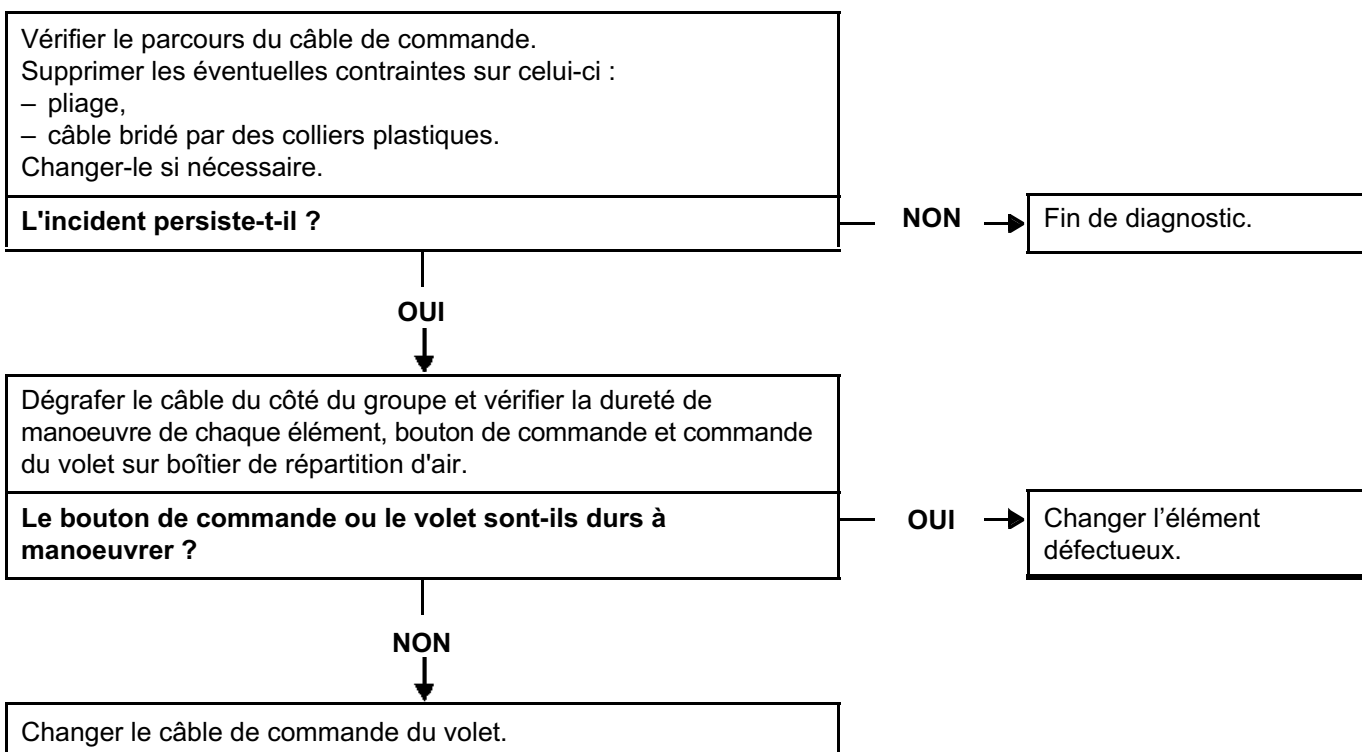 Vérifier le parcours du câble de commande.
Supprimer les éventuelles contraintes sur celui-ci :
– pliage,
– câble bridé par des colliers plastiques.
Changer-le si nécessaire.
L'incident persiste-t-il ?
NON
Fin de diagnostic.
OUI
Dégrafer le câble du côté du groupe et vérifier la dureté de
manoeuvre de chaque élément, bouton de commande et commande
du volet sur boîtier de répartition d'air.
Le bouton de commande ou le volet sont-ils durs à
manoeuvrer ?
OUI
Changer l’élément
défectueux.
NON
Changer le câble de commande du volet.